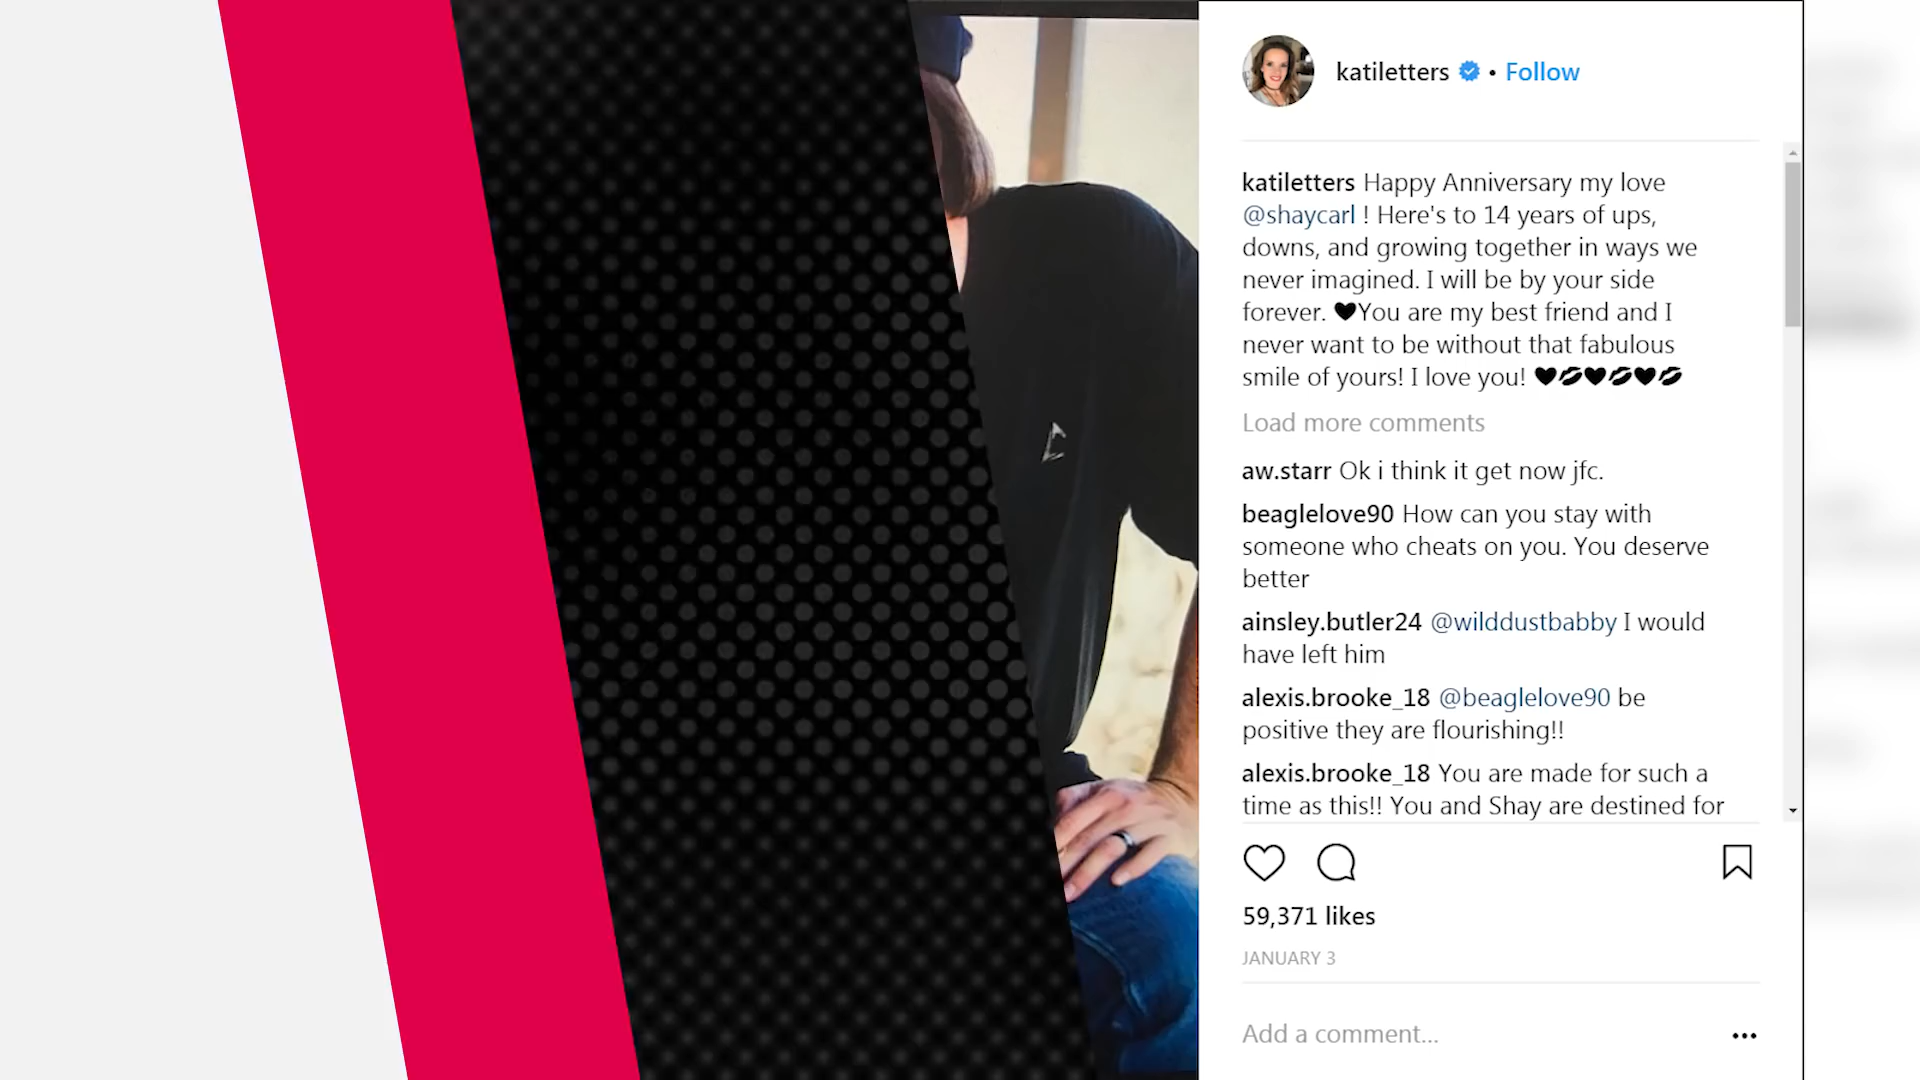 katiletters • Follow
katiletters Happy Anniversary my love
@shaycarl ! Here's to 14 years of ups,
downs, and growing together in ways we
never imagined. I will be by your side
forever. ♥You are my best friend and I
never want to be without that fabulous
smile of yours! I love you! ♥💋♥💋♥💋
Load more comments
aw.starr Ok i think it get now jfc.
beaglelove90 How can you stay with
someone who cheats on you. You deserve
better
ainsley.butler24 @wilddustbabby I would
have left him
alexis.brooke_18 @beaglelove90 be
positive they are flourishing!!
alexis.brooke_18 You are made for such a
time as this!! You and Shay are destined for
59,371 likes
JANUARY 3
Add a comment...